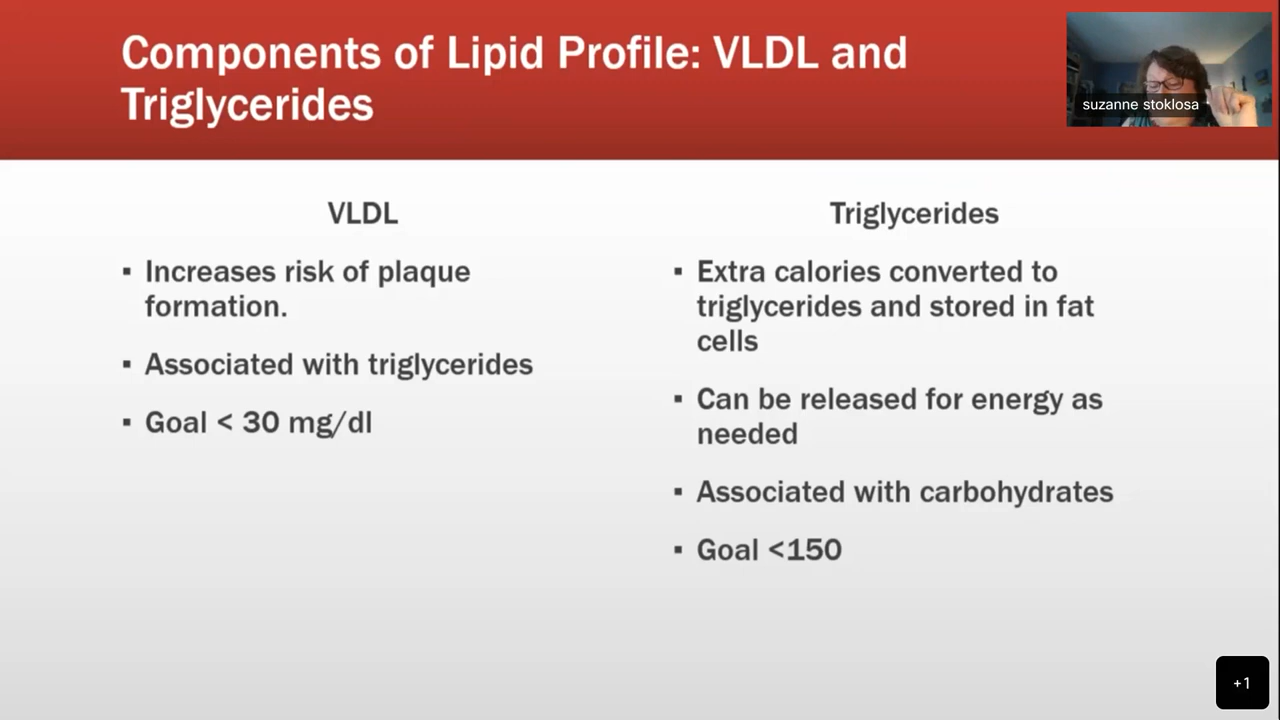 Components of Lipid Profile: VLDL and
Triglycerides
suzanne stoklosa
VLDL
▪ Increases risk of plaque
formation.
▪ Associated with triglycerides
▪ Goal < 30 mg/dl
Triglycerides
▪ Extra calories converted to
triglycerides and stored in fat
cells
▪ Can be released for energy as
needed
▪ Associated with carbohydrates
▪ Goal <150
+1